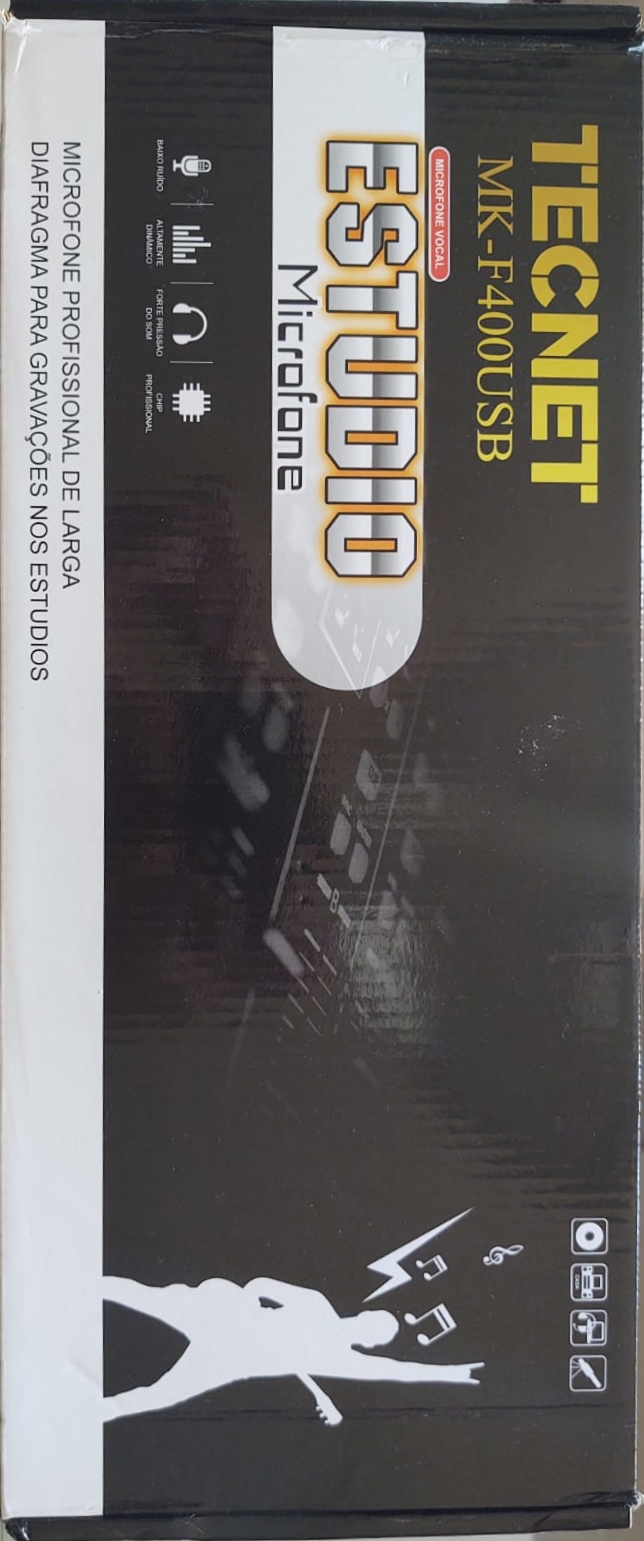 TECNET
MK-F400USB
MICROFONE VOCAL
ESTUDIO
Microfone
BAIXO RUÍDO
ALTAMENTE
DINÂMICO
FORTE PRESSÃO
DO SOM
CHIP
PROFISSIONAL
MICROFONE PROFISSIONAL DE LARGA
DIAFRAGMA PARA GRAVAÇÕES NOS ESTUDIOS